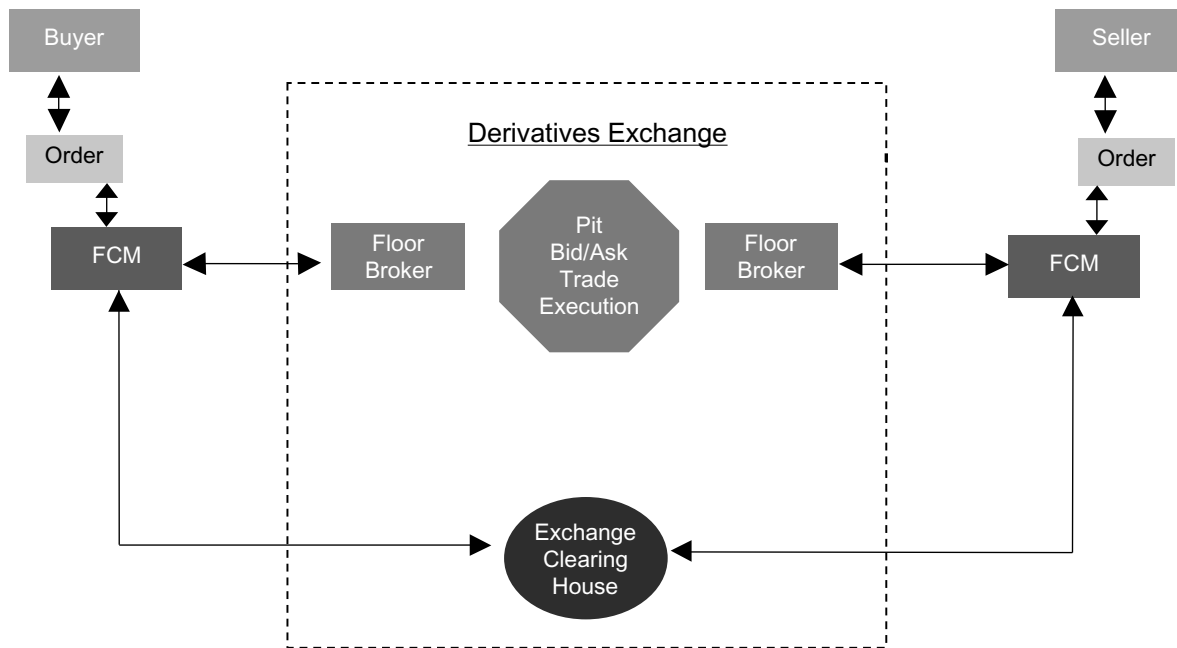 Buyer
Seller
Derivatives Exchange
Order
Order
Pit
Bid/Ask
Trade
Execution
Floor
Broker
Floor
Broker
FCM
FCM
Exchange
Clearing
House